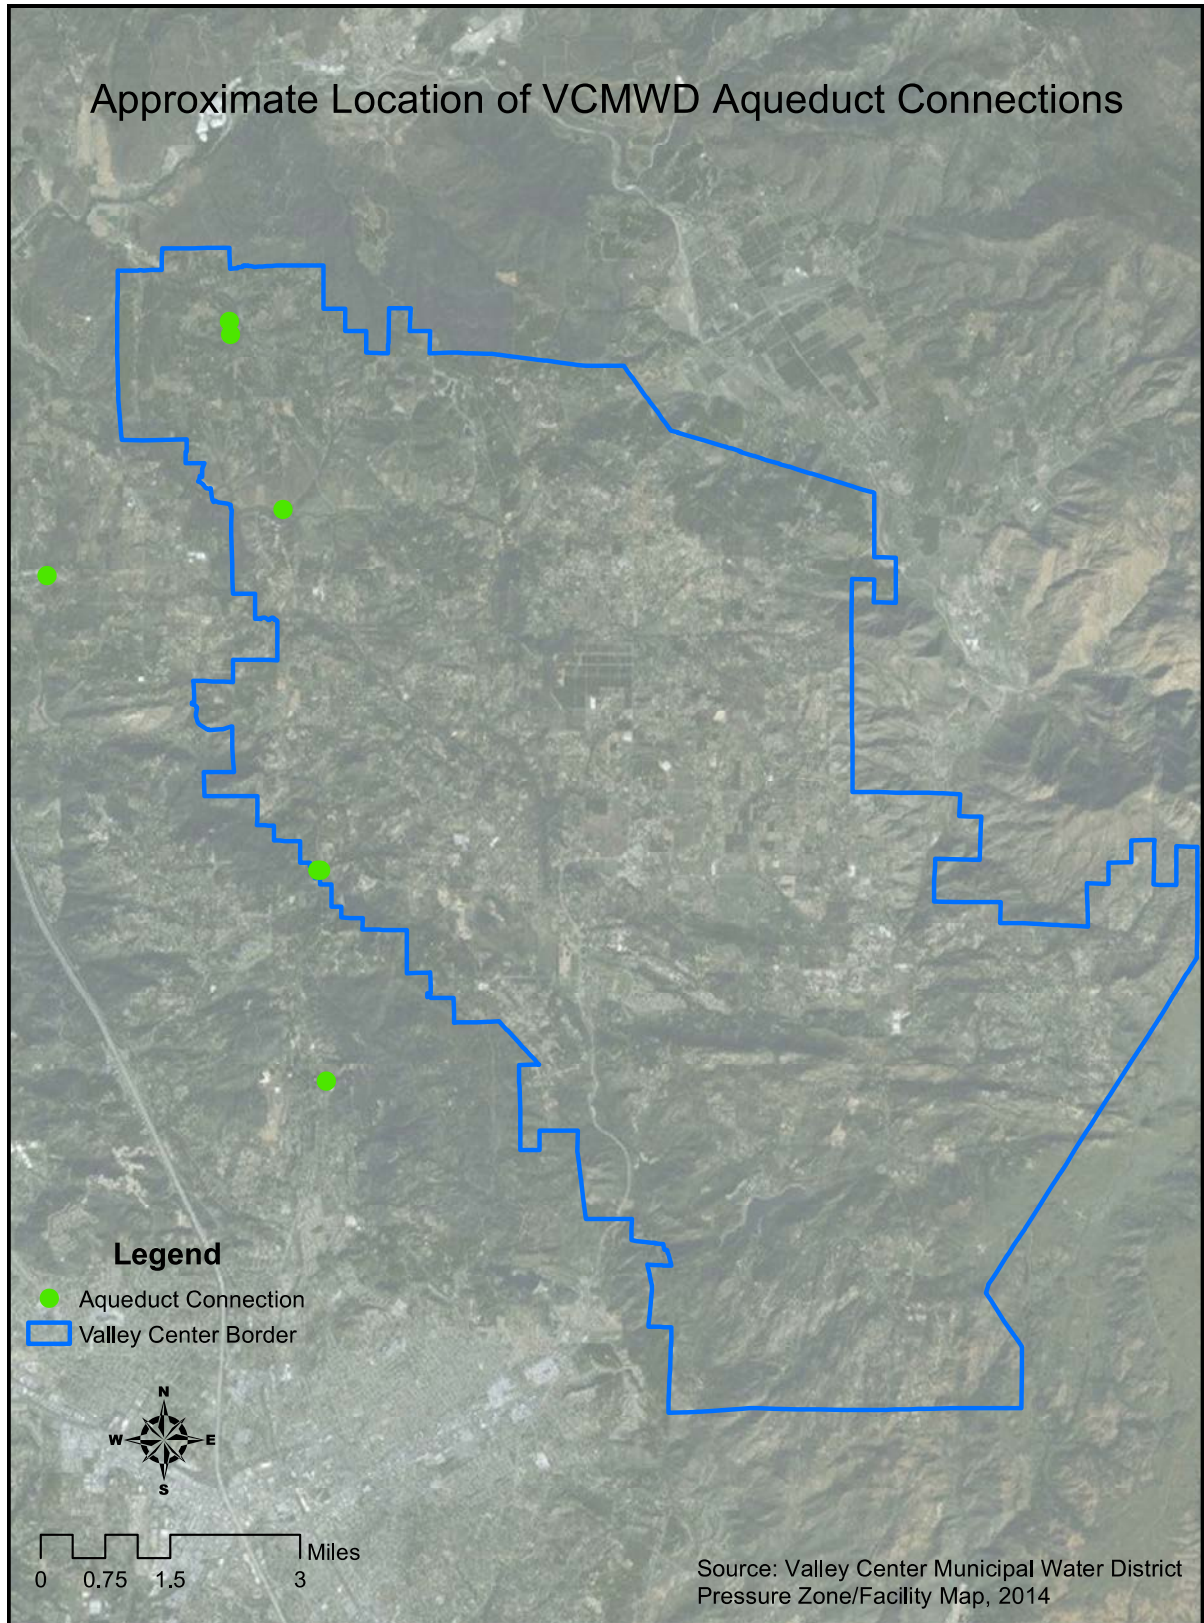 Approximate Location of VCMWD Aqueduct Connections
Legend
Aqueduct Connection
Valley Center Border
N
W E
S
Miles
0 0.75 1.5 3
Source: Valley Center Municipal Water District
Pressure Zone/Facility Map, 2014